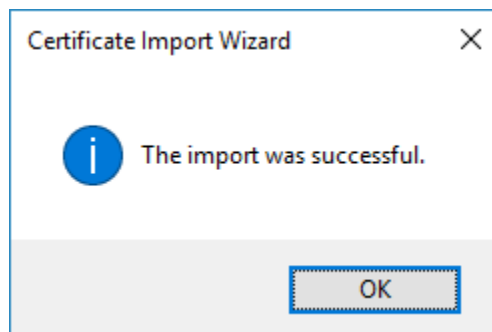 Certificate Import Wizard
The import was successful.
OK